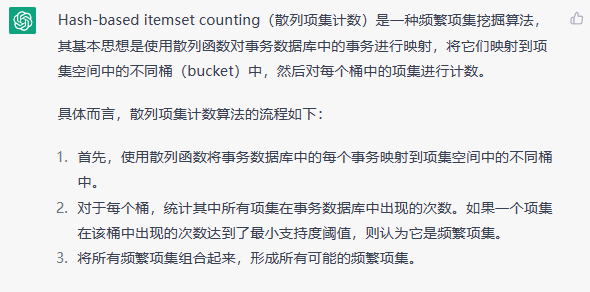 Hash-based itemset counting（散列项集计数）是一种频繁项集挖掘算法，
其基本思想是使用散列函数对事务数据库中的事务进行映射，将它们映射到项
集空间中的不同桶（bucket）中，然后对每个桶中的项集进行计数。
具体而言，散列项集计数算法的流程如下：
1. 首先，使用散列函数将事务数据库中的每个事务映射到项集空间中的不同桶
中。
2. 对于每个桶，统计其中所有项集在事务数据库中出现的次数。如果一个项集
在该桶中出现的次数达到了最小支持度阈值，则认为它是频繁项集。
3. 将所有频繁项集组合起来，形成所有可能的频繁项集。